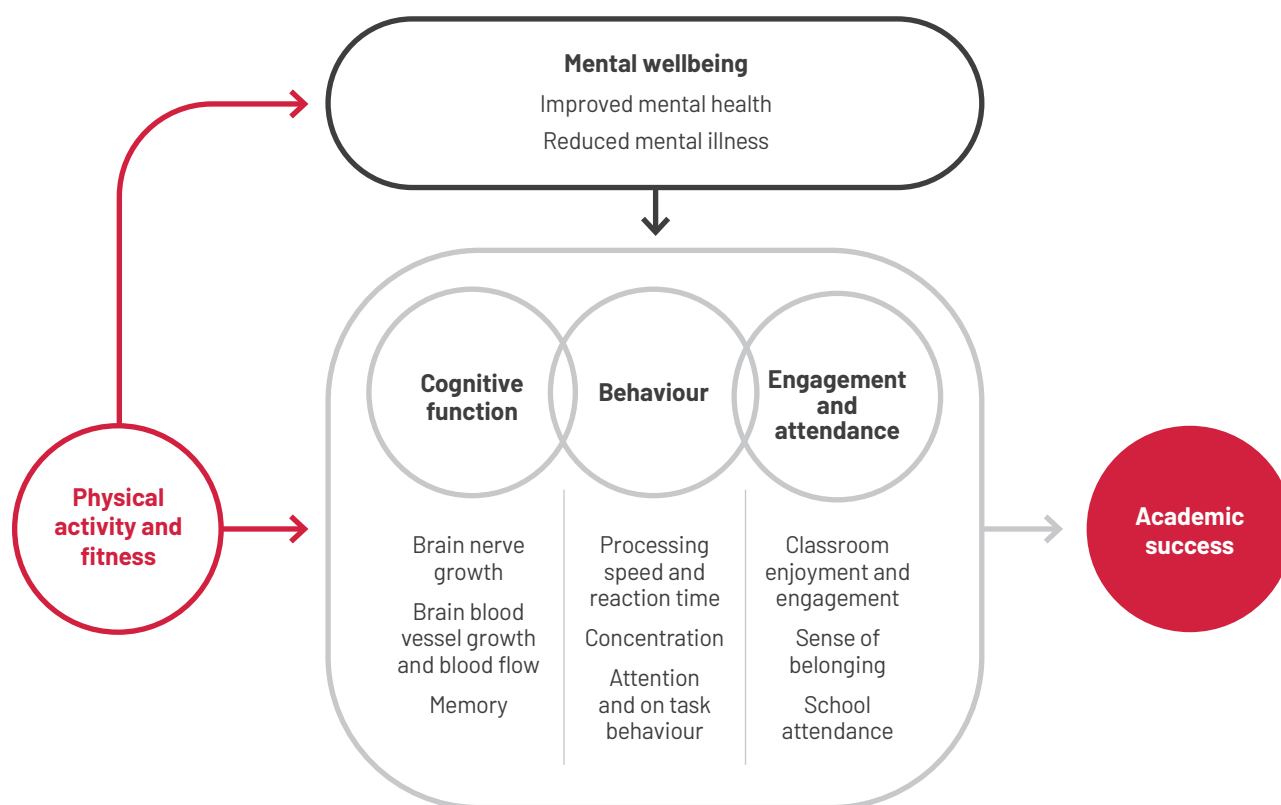 Mental wellbeing
Improved mental health
Reduced mental illness
Physical
activity and
fitness
Cognitive
function
Behaviour
Engagement
and
attendance
Brain nerve
growth
Brain blood
vessel growth
and blood flow
Memory
Processing
speed and
reaction time
Concentration
Attention
and on task
behaviour
Classroom
enjoyment and
engagement
Sense of
belonging
School
attendance
Academic
success